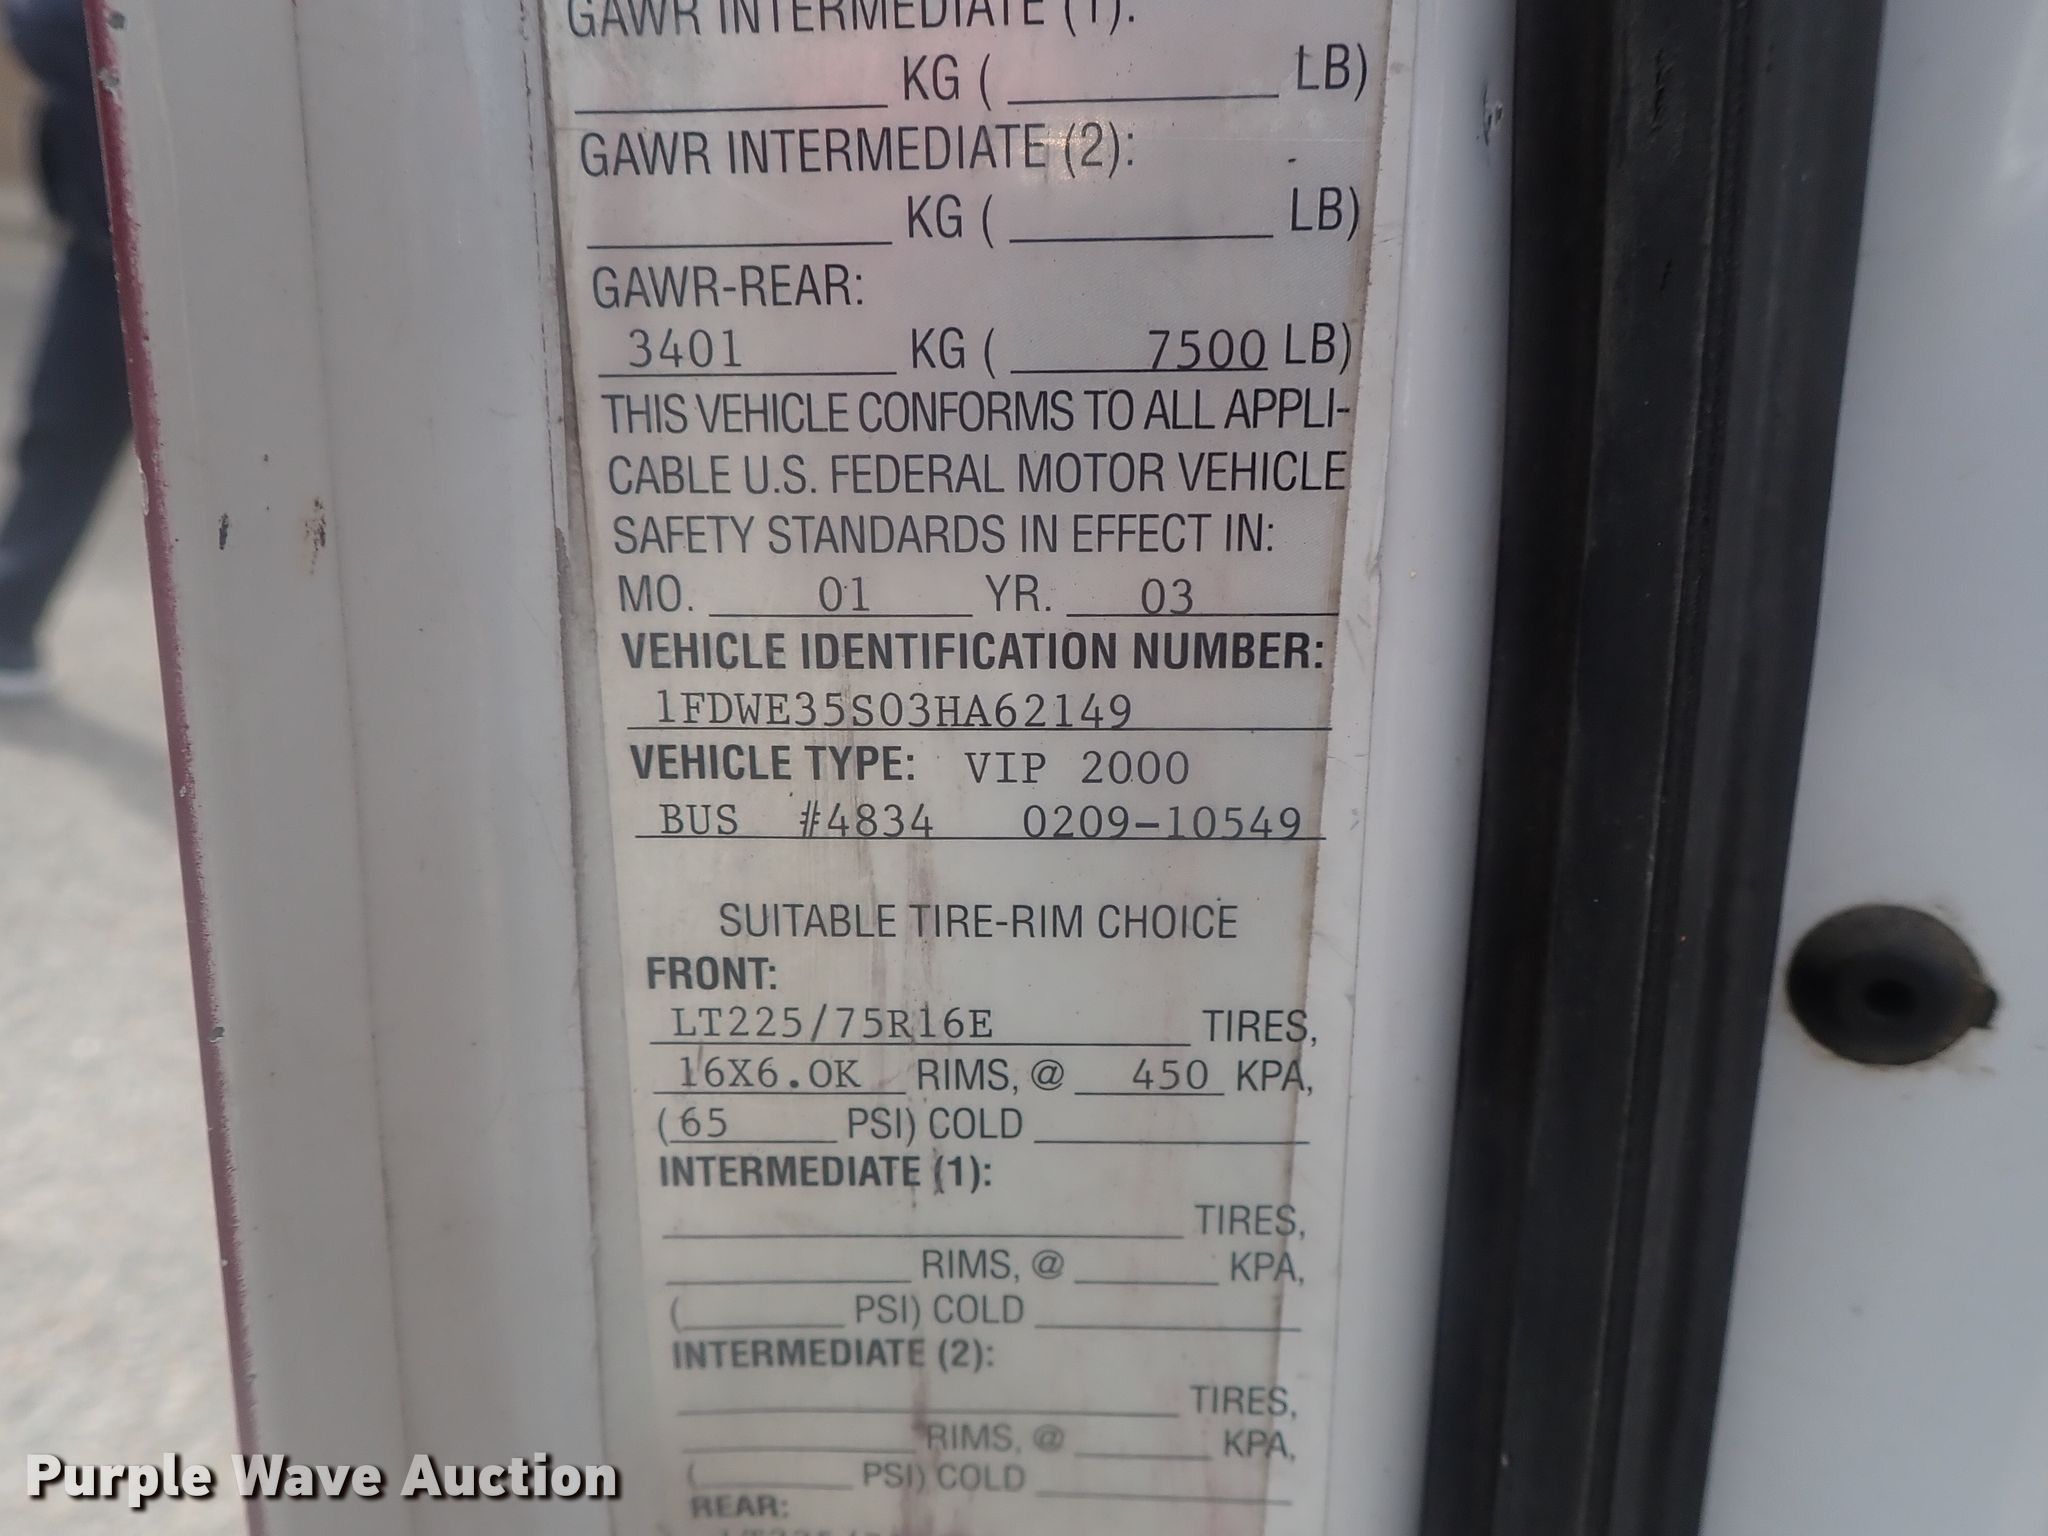 GAWR INTERMEDIATE (1):
KG ( LB)
GAWR INTERMEDIATE (2):
KG ( LB)
GAWR-REAR:
3401 KG ( 7500 LB)
THIS VEHICLE CONFORMS TO ALL APPLI-
CABLE U.S. FEDERAL MOTOR VEHICLE
SAFETY STANDARDS IN EFFECT IN:
MO. 01 YR. 03
VEHICLE IDENTIFICATION NUMBER:
1FDWE35S03HA62149
VEHICLE TYPE: VIP 2000
BUS #4834 0209-10549
SUITABLE TIRE-RIM CHOICE
FRONT:
LT225/75R16E TIRES,
16X6.0K RIMS, @ 450 KPA,
(65 PSI) COLD
INTERMEDIATE (1):
TIRES,
RIMS, @ KPA,
( PSI) COLD
INTERMEDIATE (2):
TIRES,
RIMS, @ KPA,
( PSI) COLD
REAR:
Purple Wave Auction